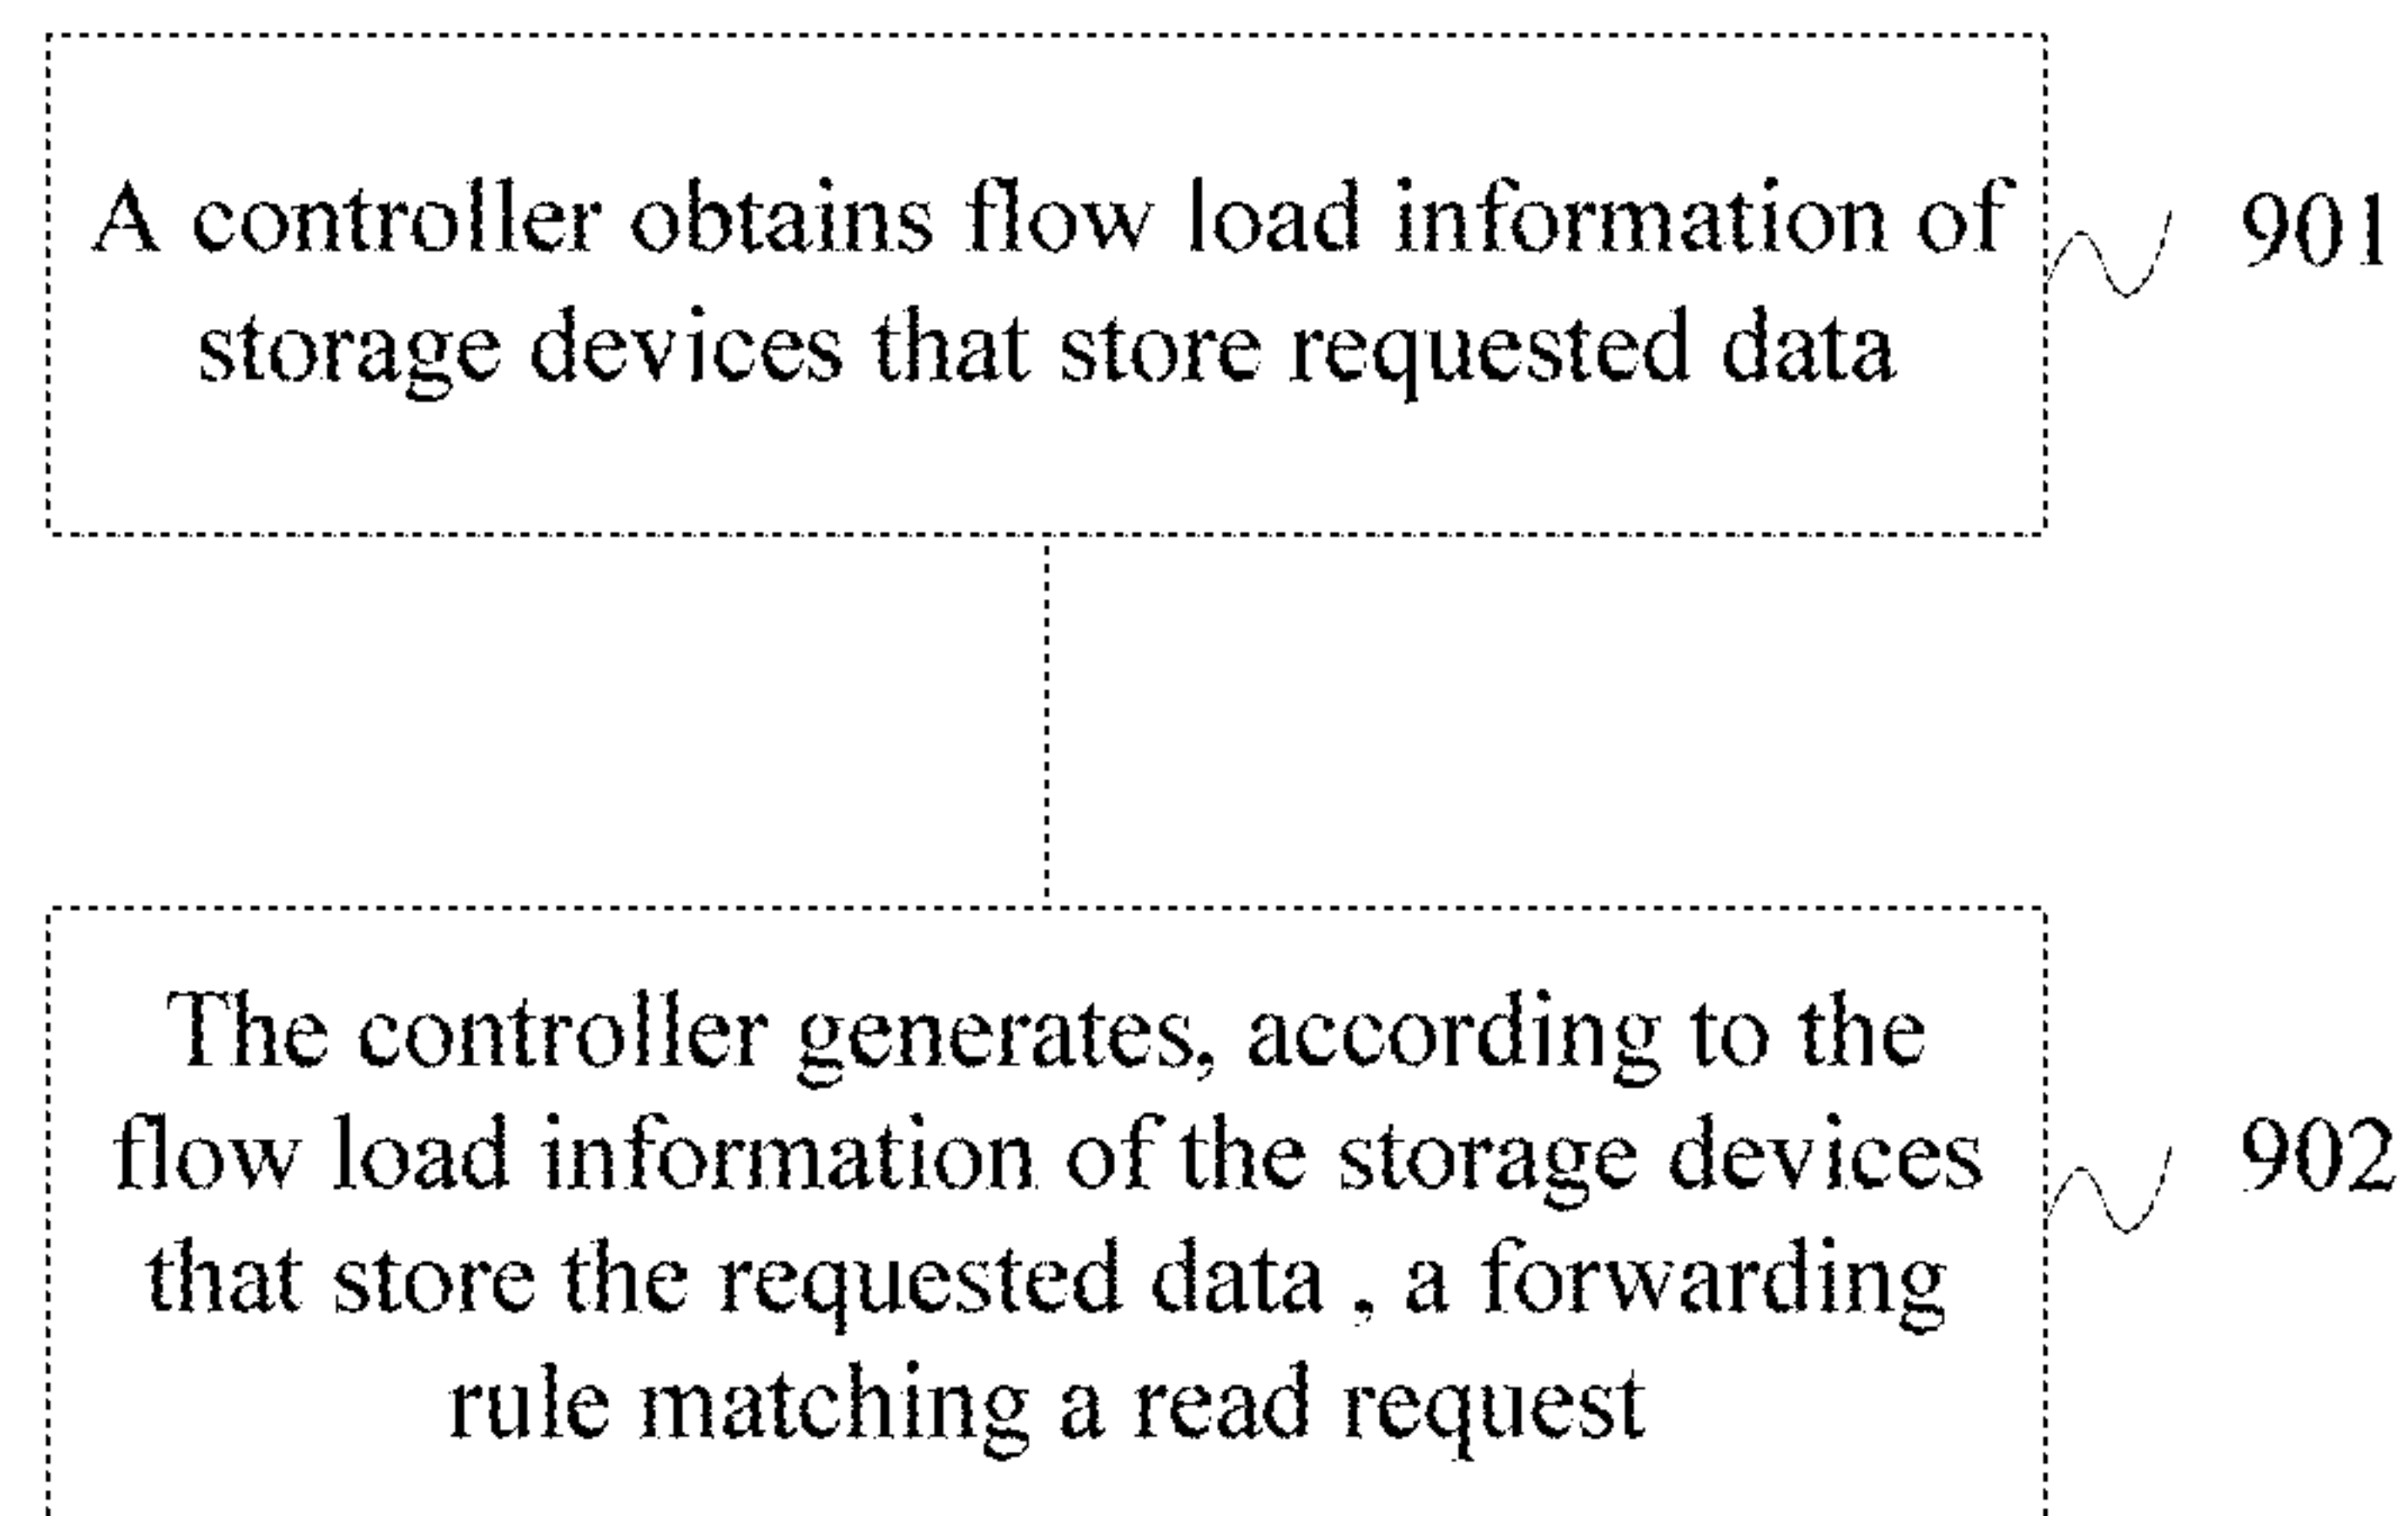 A controller obtains flow load information of
storage devices that store requested data
901
The controller generates, according to the
flow load information of the storage devices
that store the requested data , a forwarding
rule matching a read request
902